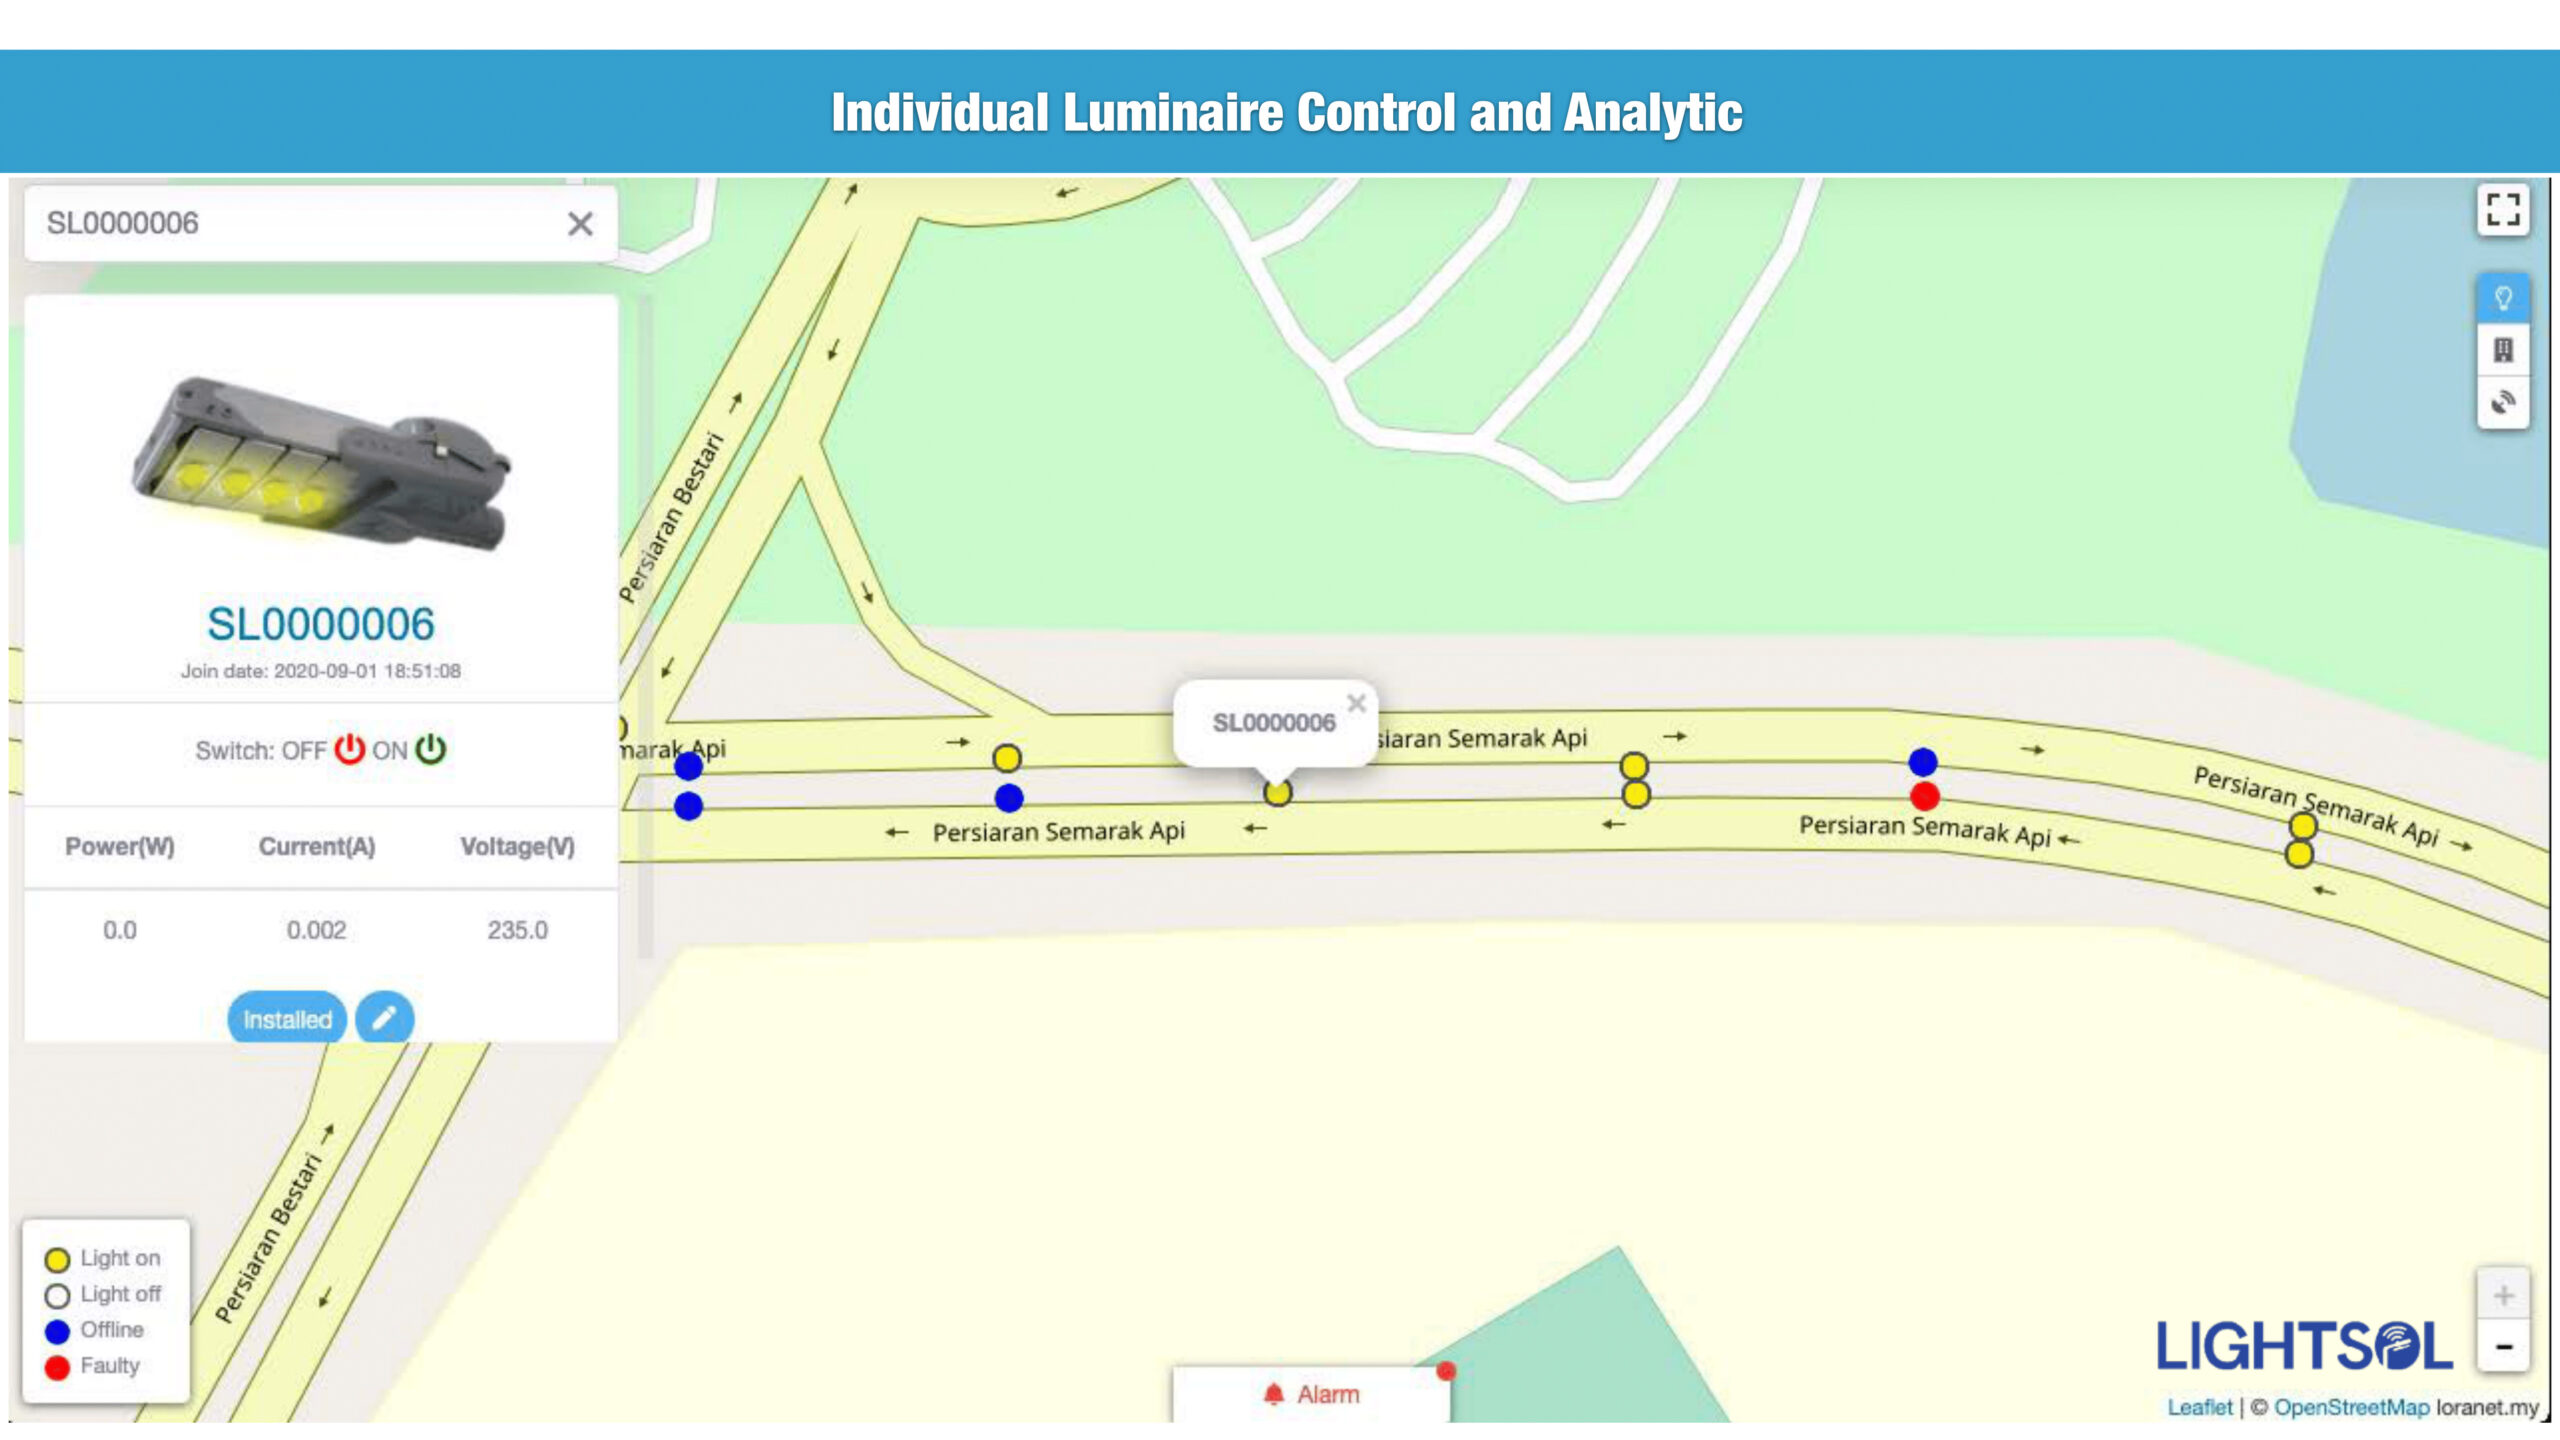 Individual Luminaire Control and Analytic
SL0000006
SL0000006
Join date: 2020-09-01 18:51:08
Switch: OFF ON
Power(W) Current(A) Voltage(V)
0.0 0.002 235.0
Installed
Persiaran Bestari
marak Api
SL0000006
siaran Semarak Api
Persiaran Semarak Api
Persiaran Semarak Api
Persiaran Semarak Api
Persiaran Bestari
Light on
Light off
Offline
Faulty
Alarm
LIGHTSOL
Leaflet | © OpenStreetMap loranet.my